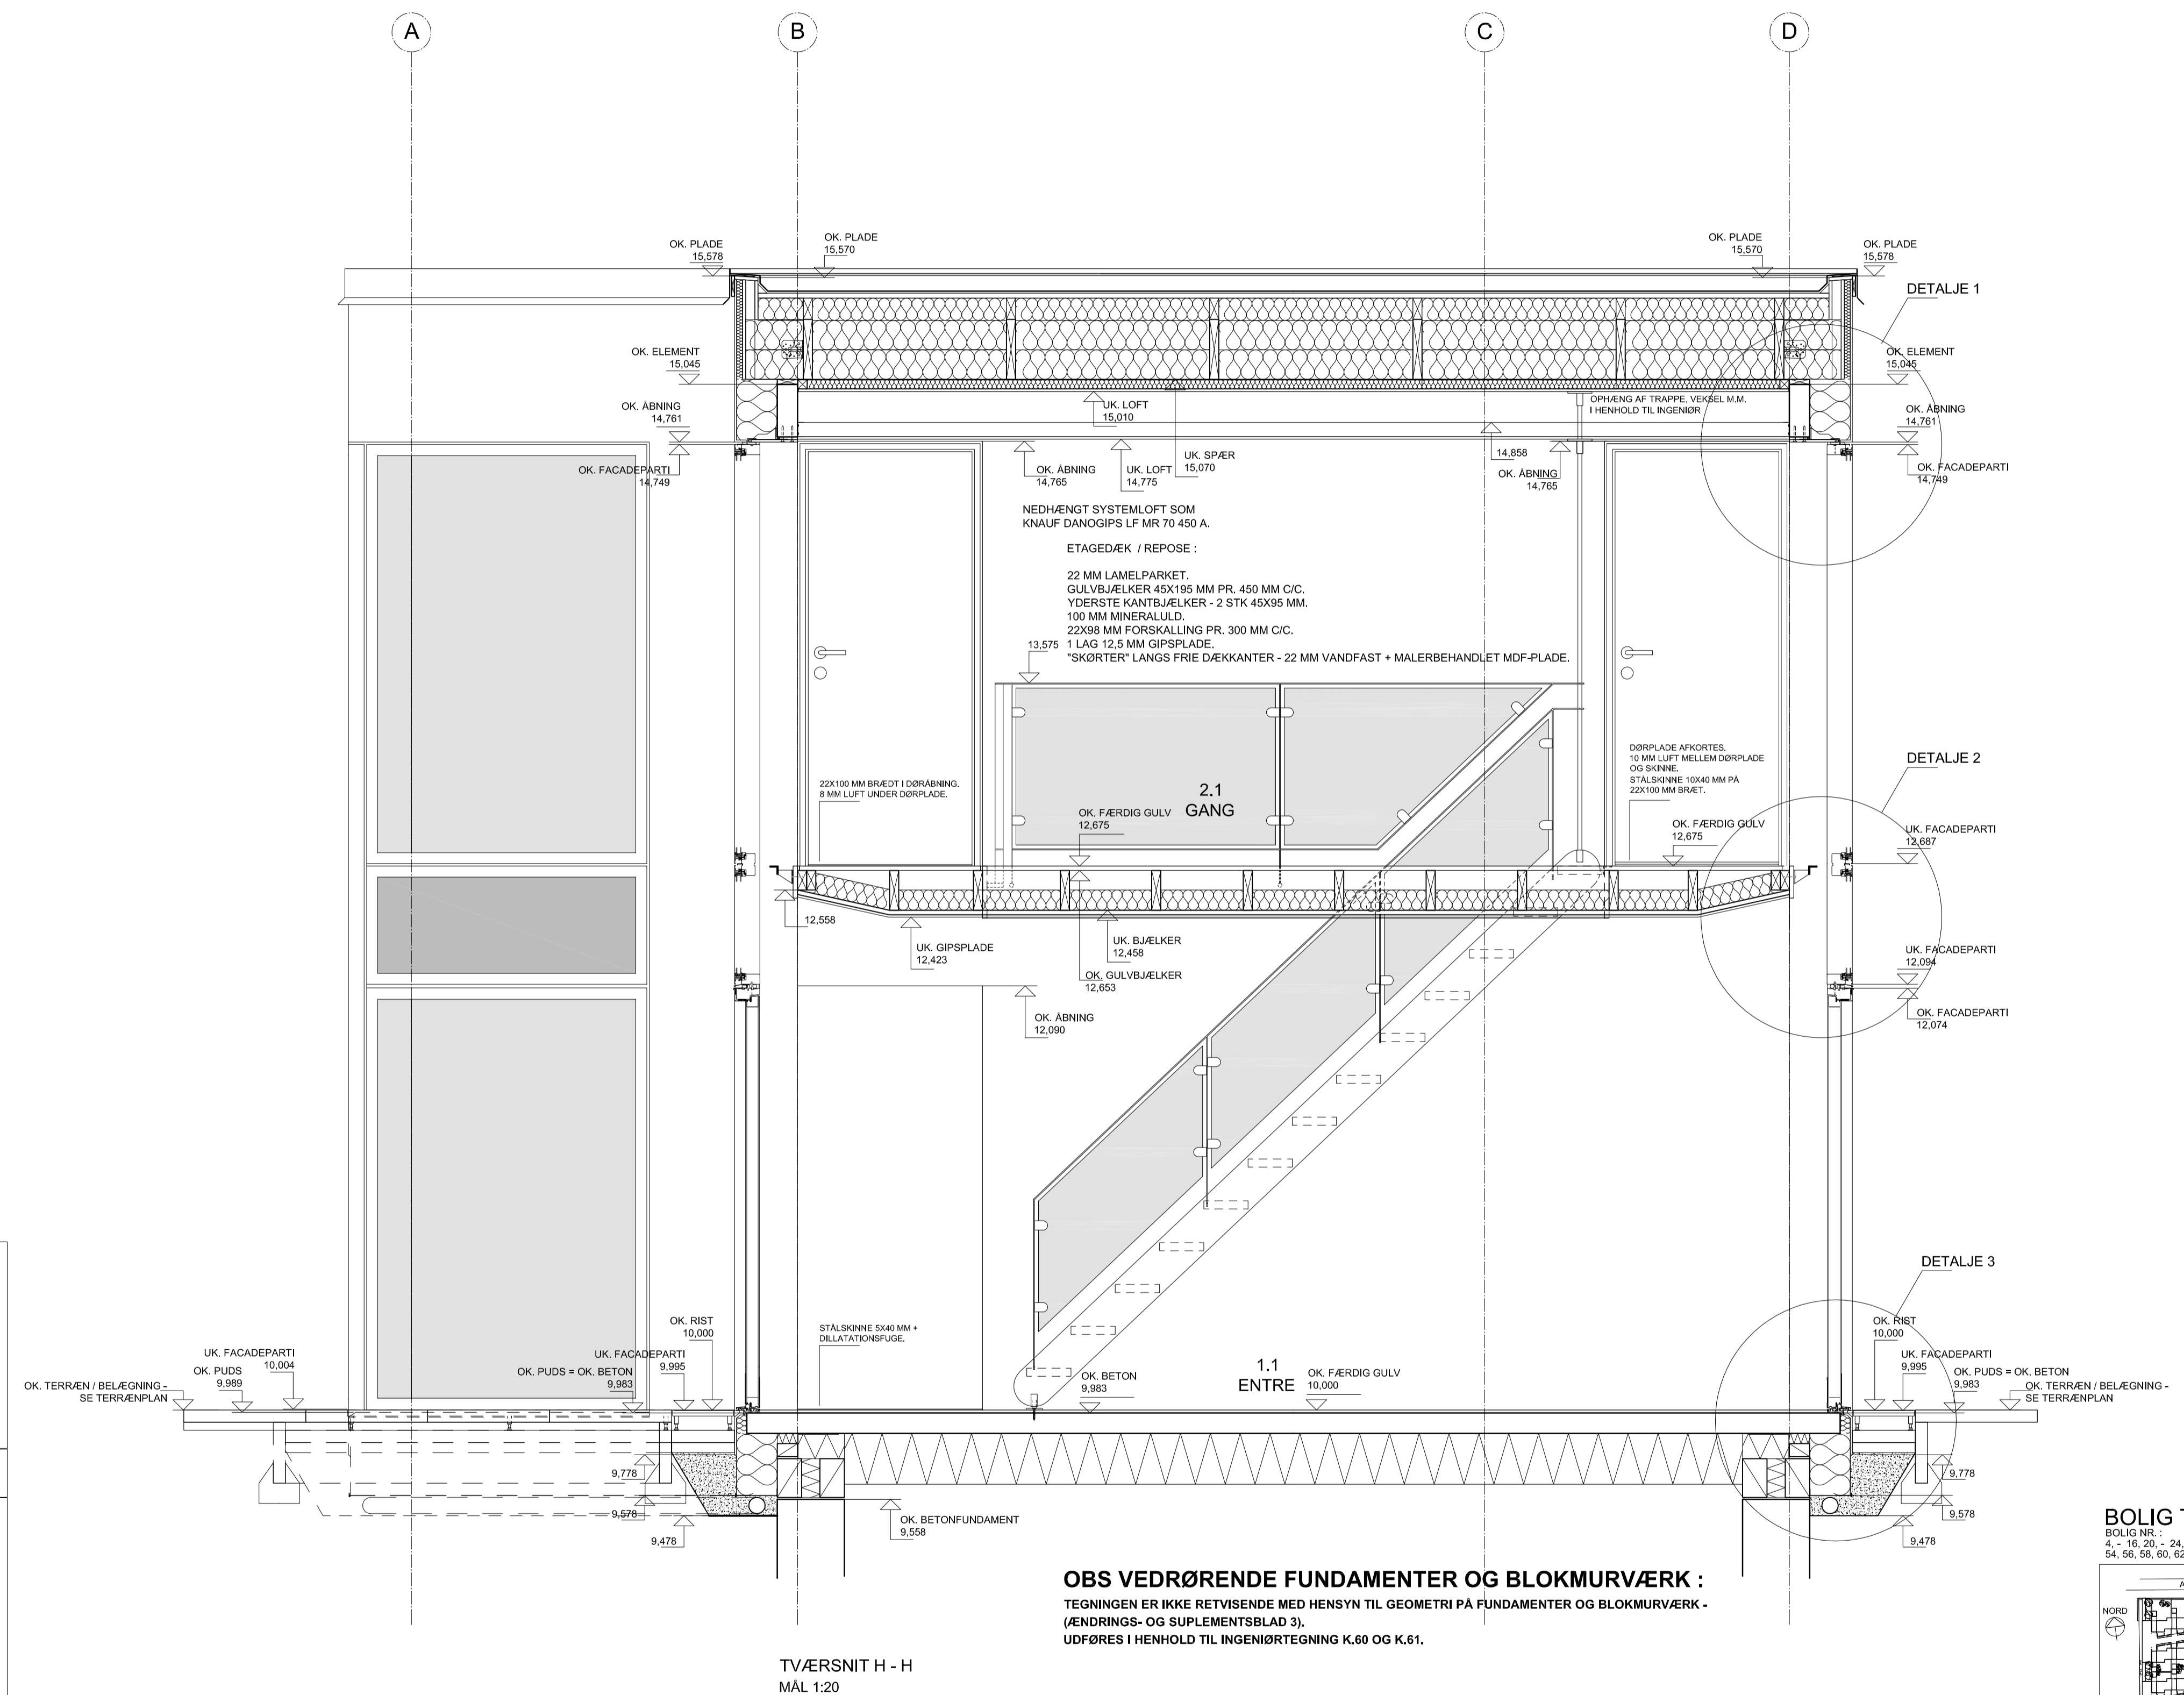 A
B
C
D
OK. PLADE
15,578
OK. PLADE
15,570
OK. PLADE
15,570
OK. PLADE
15,578
DETALJE 1
OK. ELEMENT
15,045
OK. ELEMENT
15,045
OK. ÅBNING
14,761
UK. LOFT
15,010
OPHÆNG AF TRAPPE, VEKSEL M.M.
I HENHOLD TIL INGENIØR
OK. ÅBNING
14,761
OK. FACADEPARTI
14,749
OK. ÅBNING
14,765
UK. LOFT
14,775
UK. SPÆR
15,070
14,858
OK. ÅBNING
14,765
OK. FACADEPARTI
14,749
NEDHÆNGT SYSTEMLOFT SOM
KNAUF DANOGIPS LF MR 70 450 A.
ETAGEDÆK / REPOSE :
22 MM LAMELPARKET.
GULVBJÆLKER 45X195 MM PR. 450 MM C/C.
YDERSTE KANTBJÆLKER - 2 STK 45X95 MM.
100 MM MINERALULD.
22X98 MM FORSKALLING PR. 300 MM C/C.
1 LAG 12,5 MM GIPSPLADE.
"SKØRTER" LANGS FRIE DÆKKANTER - 22 MM VANDFAST + MALERBEHANDLET MDF-PLADE.
13,575
22X100 MM BRÆDT I DØRÅBNING.
8 MM LUFT UNDER DØRPLADE.
2.1
GANG
DØRPLADE AFKORTES.
10 MM LUFT MELLEM DØRPLADE
OG SKINNE.
STÅLSKINNE 10X40 MM PÅ
22X100 MM BRÆT.
DETALJE 2
OK. FÆRDIG GULV
12,675
OK. FÆRDIG GULV
12,675
UK. FACADEPARTI
12,687
12,558
UK. GIPSPLADE
12,423
UK. BJÆLKER
12,458
OK. GULVBJÆLKER
12,653
UK. FACADEPARTI
12,094
OK. ÅBNING
12,090
OK. FACADEPARTI
12,074
DETALJE 3
STÅLSKINNE 5X40 MM +
DILLATATIONSFUGE.
OK. RIST
10,000
UK. FACADEPARTI
9,995
OK. PUDS = OK. BETON
9,983
UK. FACADEPARTI
10,004
OK. PUDS
9,989
OK. TERRÆN / BELÆGNING -
SE TERRÆNPLAN
OK. BETON
9,983
1.1
ENTRE
OK. FÆRDIG GULV
10,000
OK. RIST
10,000
UK. FACADEPARTI
9,995
OK. PUDS = OK. BETON
9,983
OK. TERRÆN / BELÆGNING -
SE TERRÆNPLAN
9,778
9,578
9,478
OK. BETONFUNDAMENT
9,558
9,778
9,578
9,478
OBS VEDRØRENDE FUNDAMENTER OG BLOKMURVÆRK :
TEGNINGEN ER IKKE RETVISENDE MED HENSYN TIL GEOMETRI PÅ FUNDAMENTER OG BLOKMURVÆRK -
(ÆNDRINGS- OG SUPLEMENTSBLAD 3).
UDFØRES I HENHOLD TIL INGENIØRTEGNING K.60 OG K.61.
TVÆRSNIT H - H
MÅL 1:20
BOLIG
BOLIG NR. :
4, - 16, 20, - 24,
54, 56, 58, 60, 62
NORD